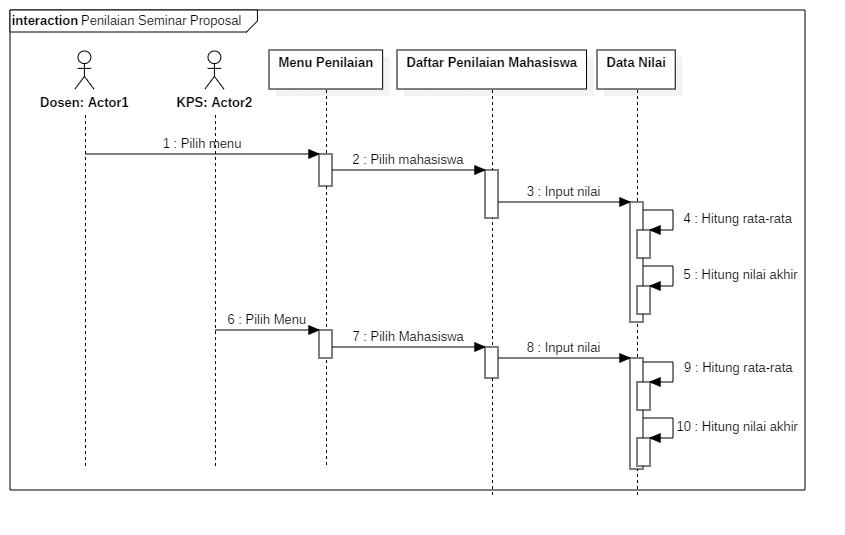 interaction Penilaian Seminar Proposal
Menu Penilaian
Daftar Penilaian Mahasiswa
Data Nilai
Dosen: Actor1
KPS: Actor2
1 : Pilih menu
2 : Pilih mahasiswa
3 : Input nilai
4 : Hitung rata-rata
5 : Hitung nilai akhir
6 : Pilih Menu
7 : Pilih Mahasiswa
8 : Input nilai
9 : Hitung rata-rata
10 : Hitung nilai akhir